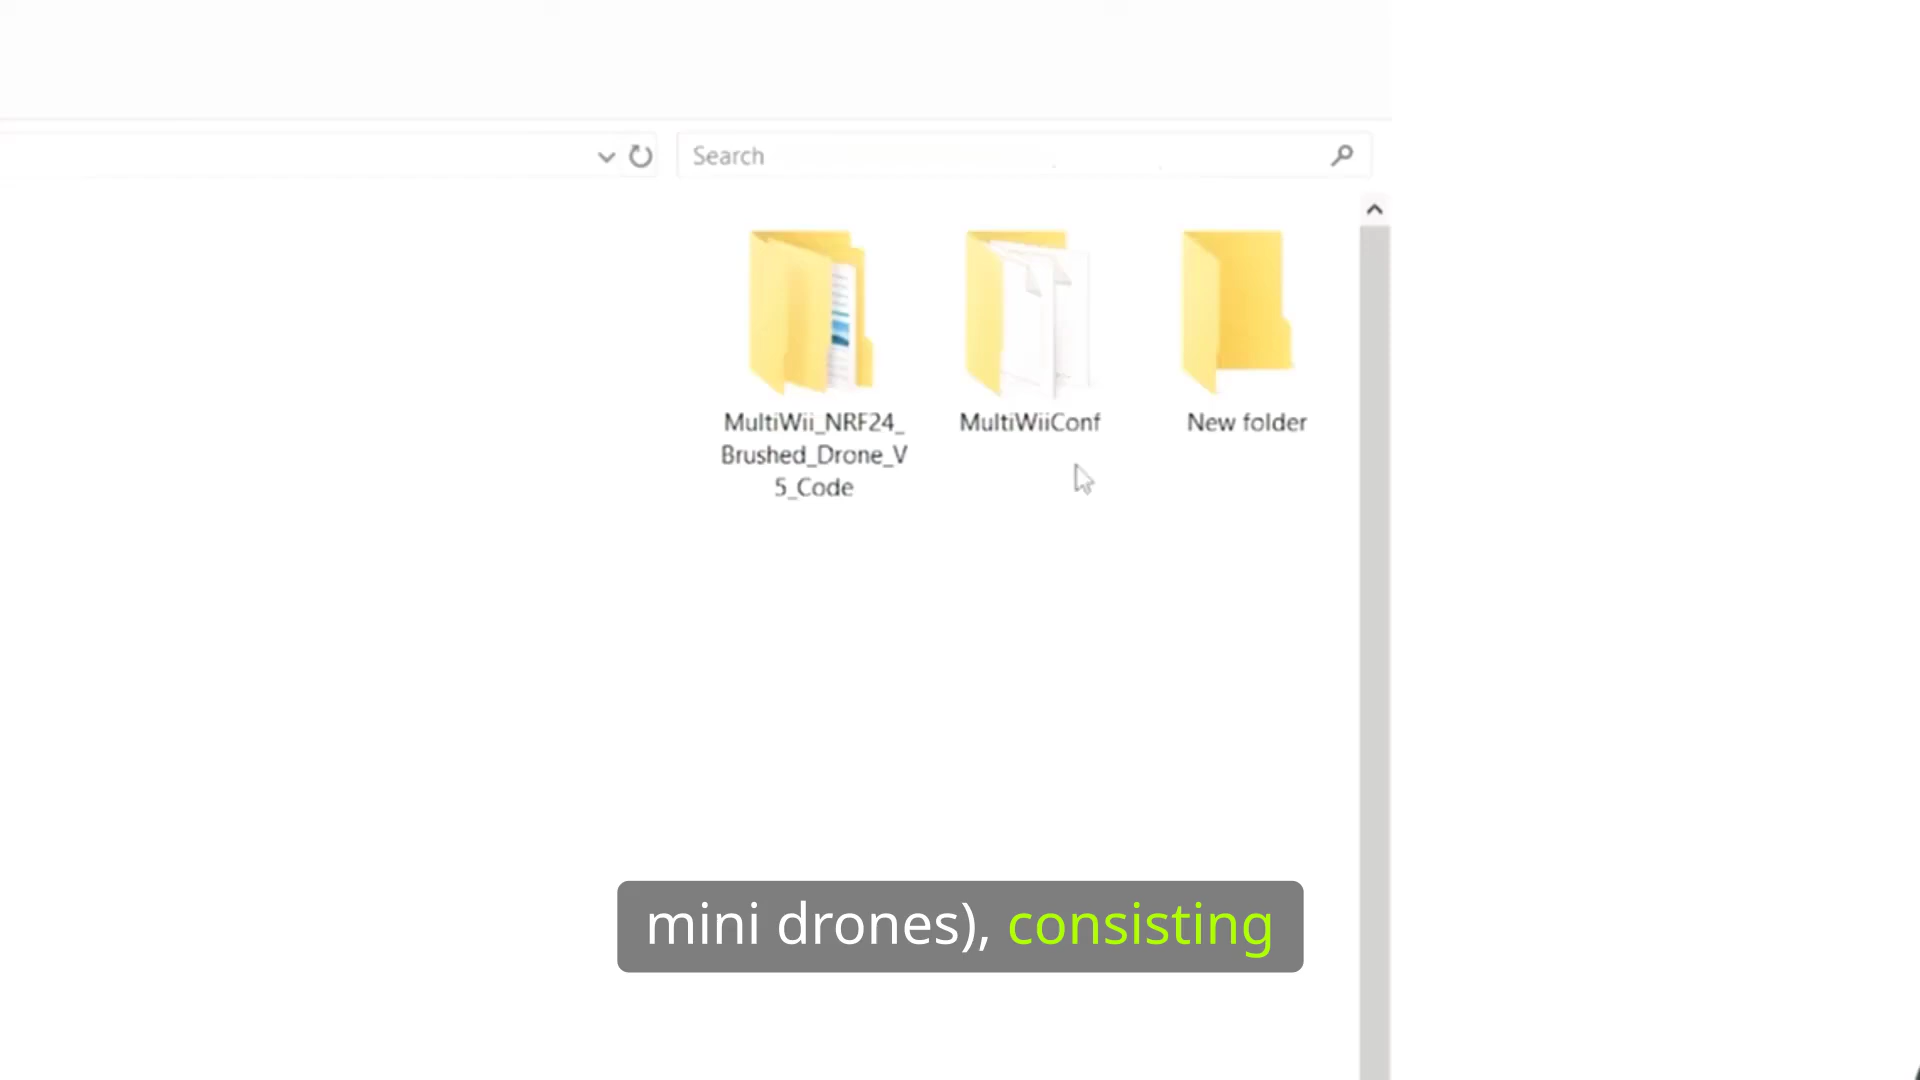 Search
MultiWii_NRF24_
Brushed_Drone_V
5_Code
MultiWiiConf
New folder
mini drones), consisting